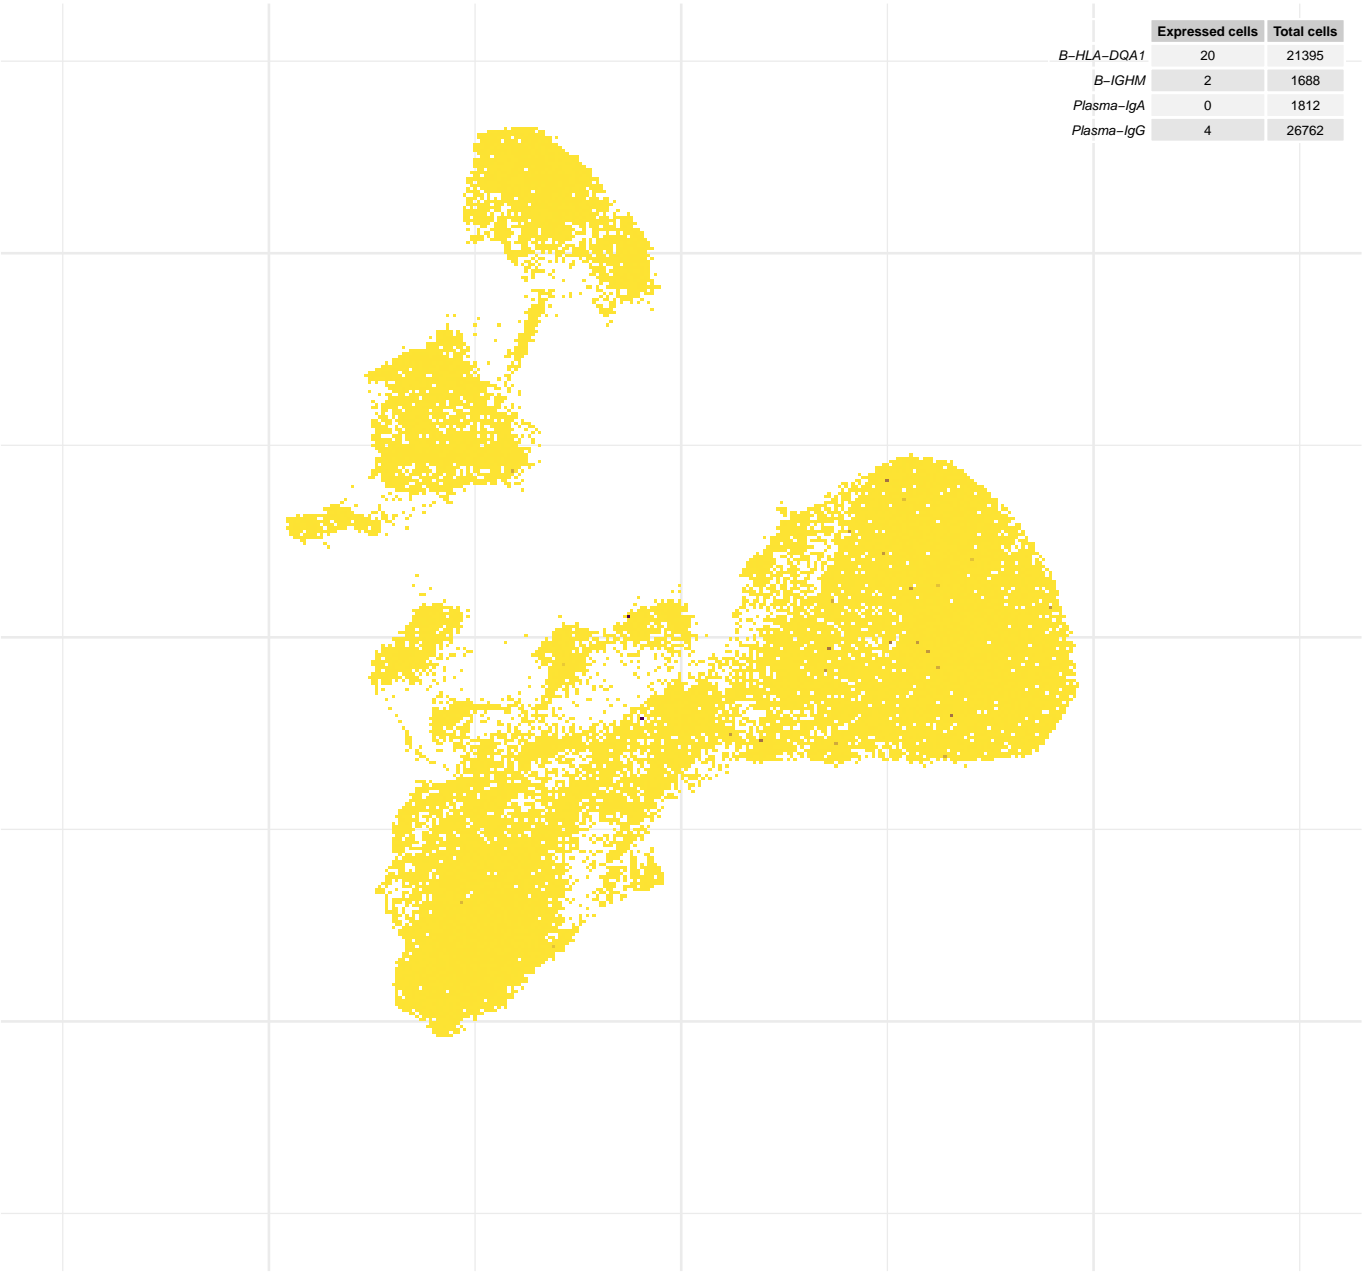 Expressed cells Total cells
B−HLA−DQA1 20 21395
B−IGHM 2 1688
Plasma−IgA 0 1812
Plasma−IgG 4 26762